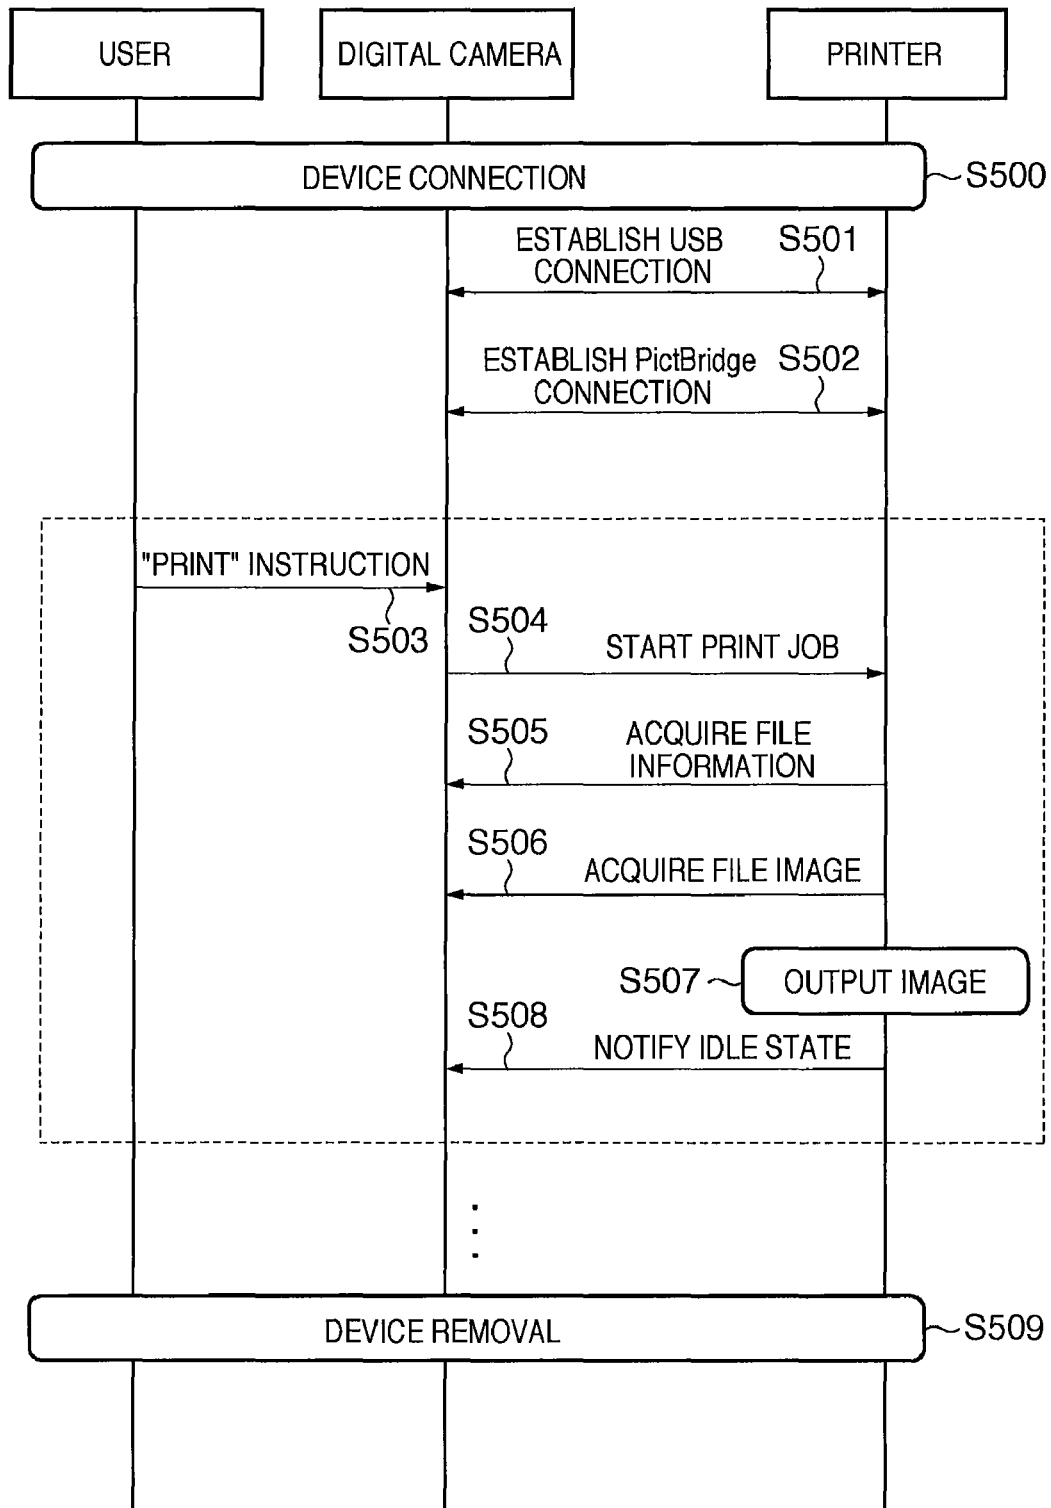 USER
DIGITAL CAMERA
PRINTER
DEVICE CONNECTION
S500
ESTABLISH USB
CONNECTION
S501
ESTABLISH PictBridge
CONNECTION
S502
"PRINT" INSTRUCTION
S503
S504
START PRINT JOB
S505
ACQUIRE FILE
INFORMATION
S506
ACQUIRE FILE IMAGE
S507
OUTPUT IMAGE
S508
NOTIFY IDLE STATE
DEVICE REMOVAL
S509